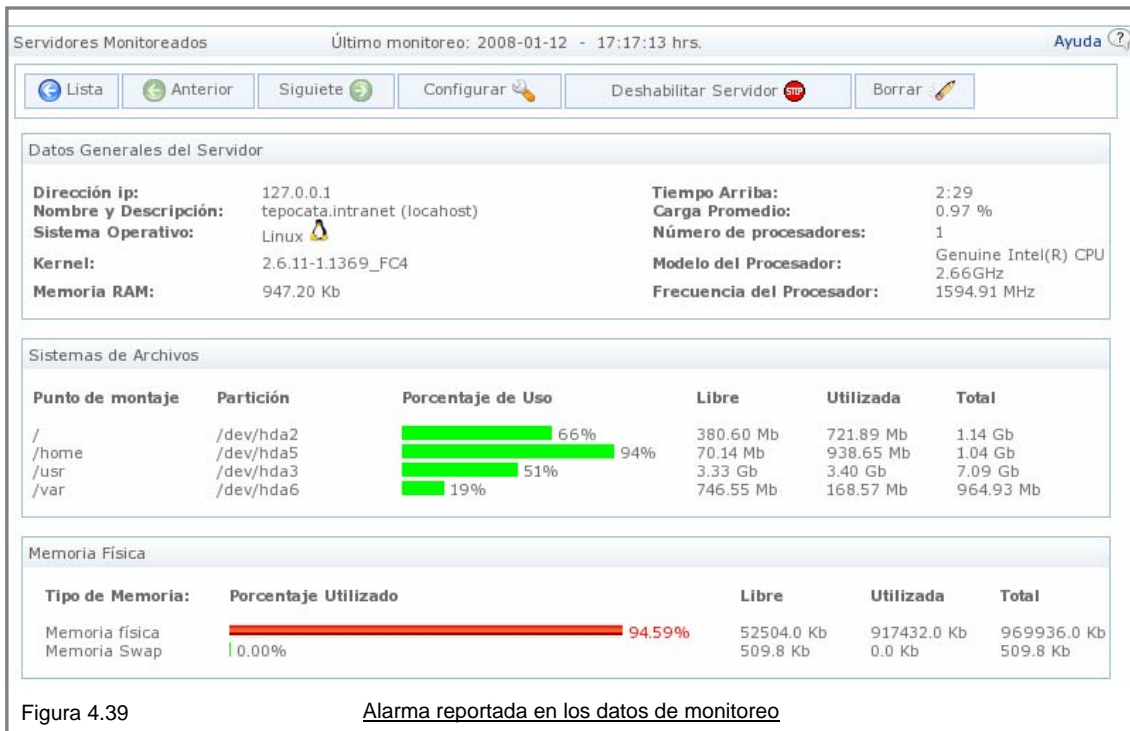 Servidores Monitoreados Último monitoreo: 2008-01-12 - 17:17:13 hrs. Ayuda ?
Lista Anterior Siguiete Configurar Deshabilitar Servidor STOP Borrar
Datos Generales del Servidor
Dirección ip: 127.0.0.1 Tiempo Arriba: 2:29
Nombre y Descripción: tepocata.intranet (locahost) Carga Promedio: 0.97 %
Sistema Operativo: Linux Número de procesadores: 1
Kernel: 2.6.11-1.1369_FC4 Modelo del Procesador: Genuine Intel(R) CPU 2.66GHz
Memoria RAM: 947.20 Kb Frecuencia del Procesador: 1594.91 MHz
Sistemas de Archivos
Punto de montaje Partición Porcentaje de Uso Libre Utilizada Total
/ /dev/hda2 66% 380.60 Mb 721.89 Mb 1.14 Gb
/home /dev/hda5 94% 70.14 Mb 938.65 Mb 1.04 Gb
/usr /dev/hda3 51% 3.33 Gb 3.40 Gb 7.09 Gb
/var /dev/hda6 19% 746.55 Mb 168.57 Mb 964.93 Mb
Memoria Física
Tipo de Memoria: Porcentaje Utilizado Libre Utilizada Total
Memoria física 94.59% 52504.0 Kb 917432.0 Kb 969936.0 Kb
Memoria Swap 0.00% 509.8 Kb 0.0 Kb 509.8 Kb
Figura 4.39 Alarma reportada en los datos de monitoreo